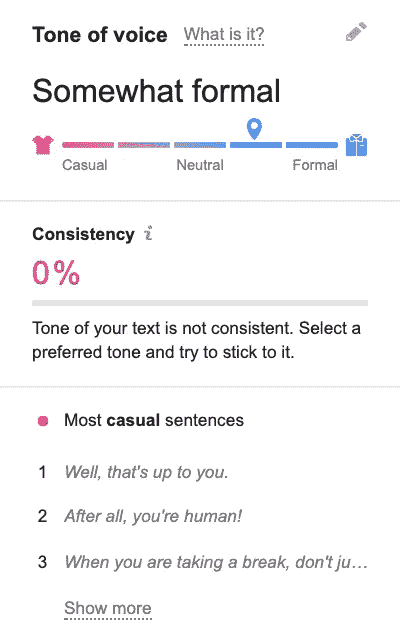 Tone of voice What is it?
Somewhat formal
Casual Neutral Formal
Consistency i
0%
Tone of your text is not consistent. Select a
preferred tone and try to stick to it.
Most casual sentences
1 Well, that's up to you.
2 After all, you're human!
3 When you are taking a break, don't ju…
Show more